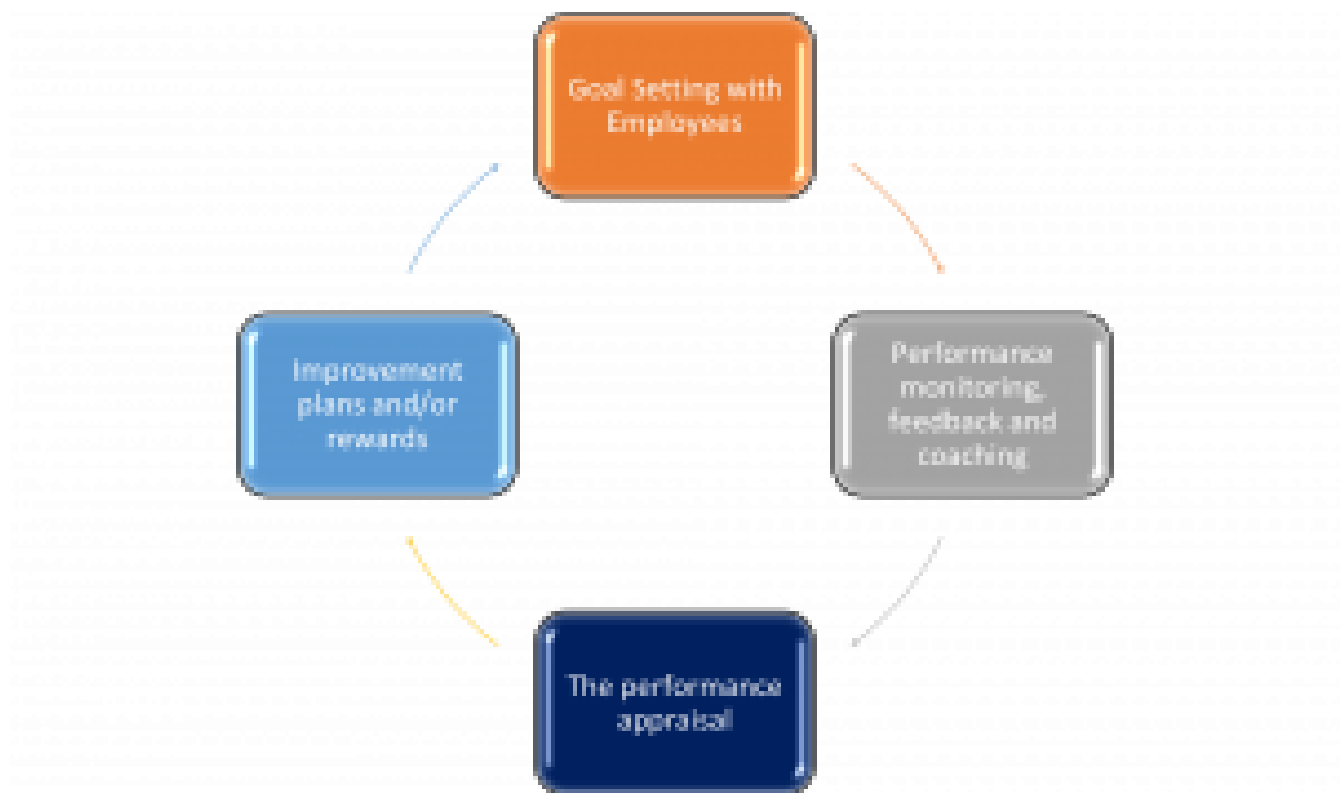 Goal Setting with
Employees
Performance
monitoring,
feedback and
coaching
The performance
appraisal
Improvement
plans and/or
rewards